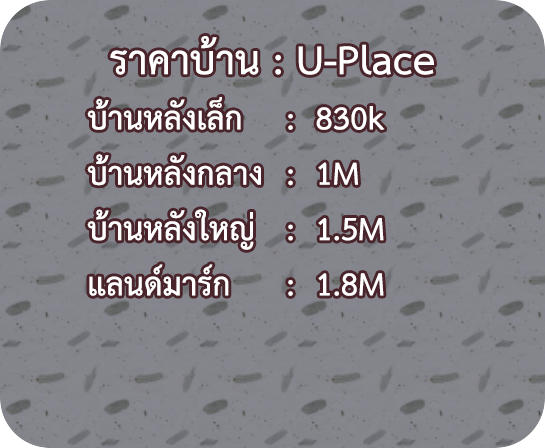 ราคาบ้าน : U-Place
บ้านหลังเล็ก : 830k
บ้านหลังกลาง : 1M
บ้านหลังใหญ่ : 1.5M
แลนด์มาร์ก : 1.8M